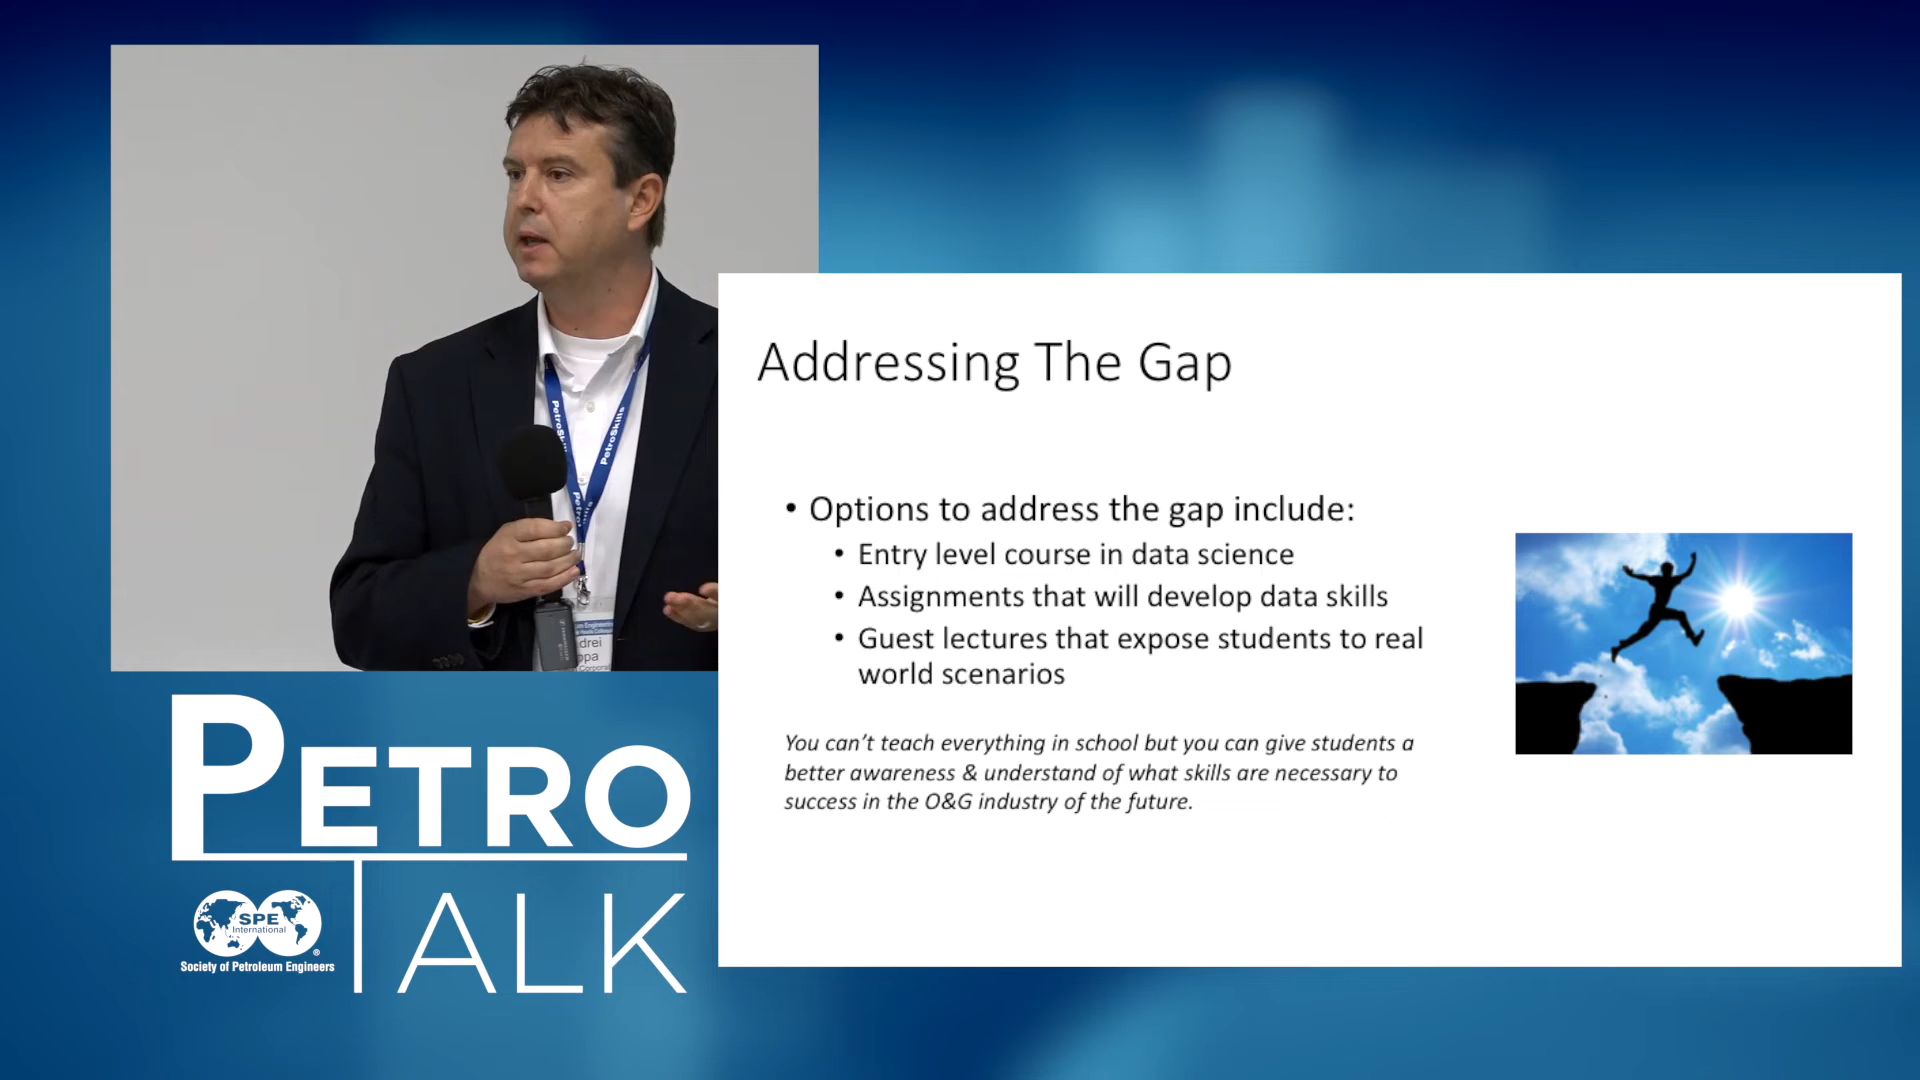 PetroSkills
Addressing The Gap
• Options to address the gap include:
• Entry level course in data science
• Assignments that will develop data skills
• Guest lectures that expose students to real
world scenarios
You can't teach everything in school but you can give students a
better awareness & understand of what skills are necessary to
success in the O&G industry of the future.
PETRO
TALK
SPE
International
®
Society of Petroleum Engineers